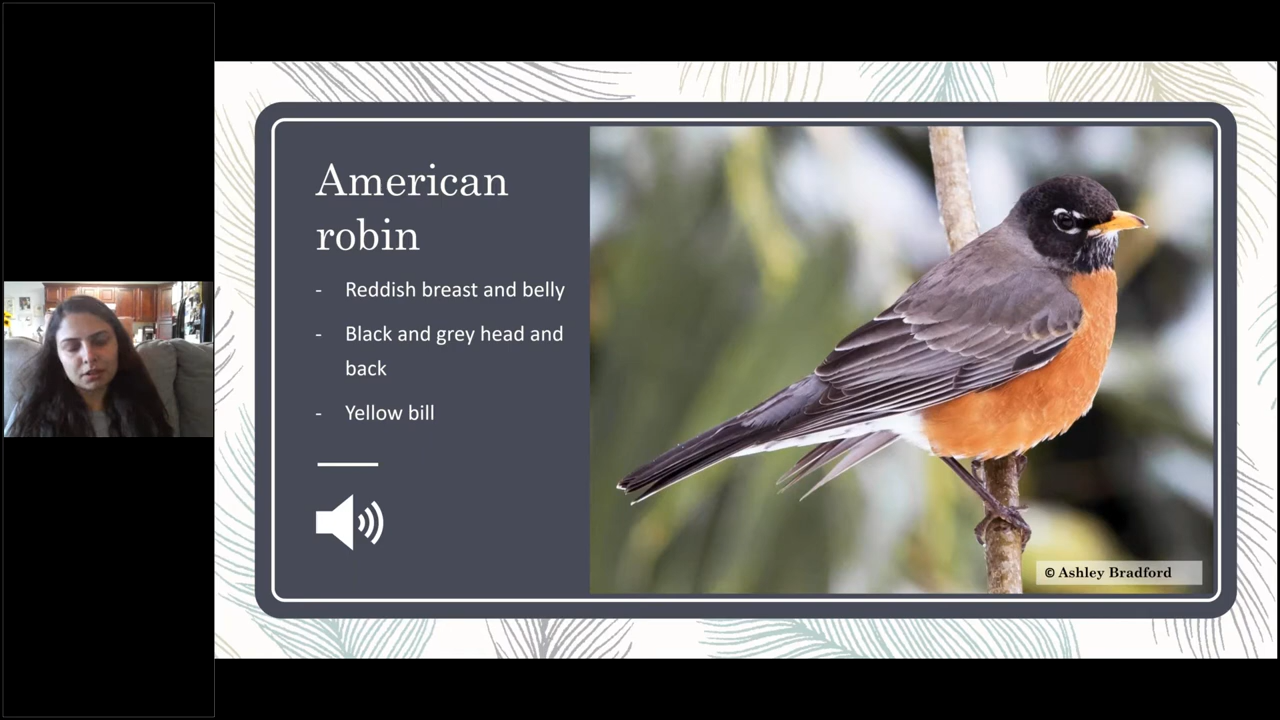 American
robin
- Reddish breast and belly
- Black and grey head and
back
- Yellow bill
© Ashley Bradford